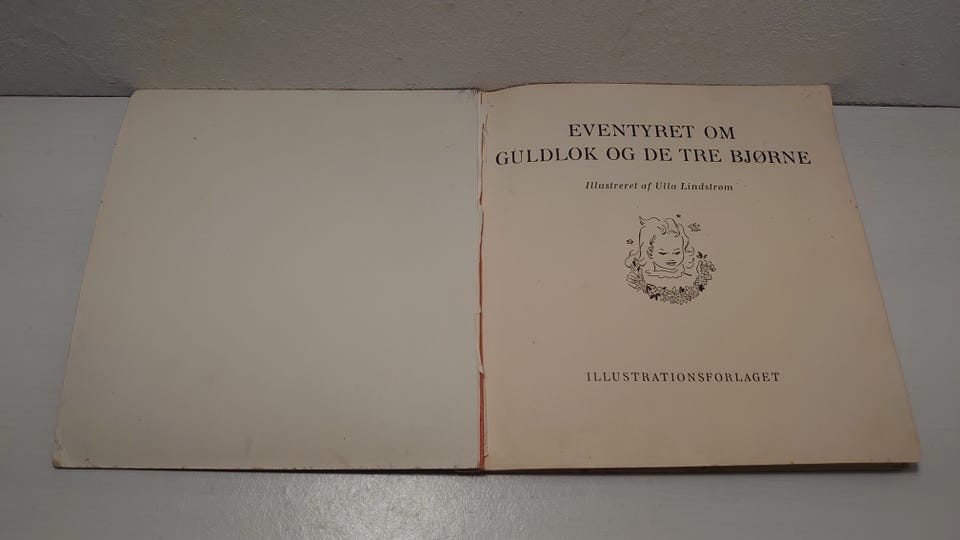 EVENTYRET OM
GULDLOK OG DE TRE BJØRNE
Illustreret af Ulla Lindstrøm
ILLUSTRATIONSFORLAGET